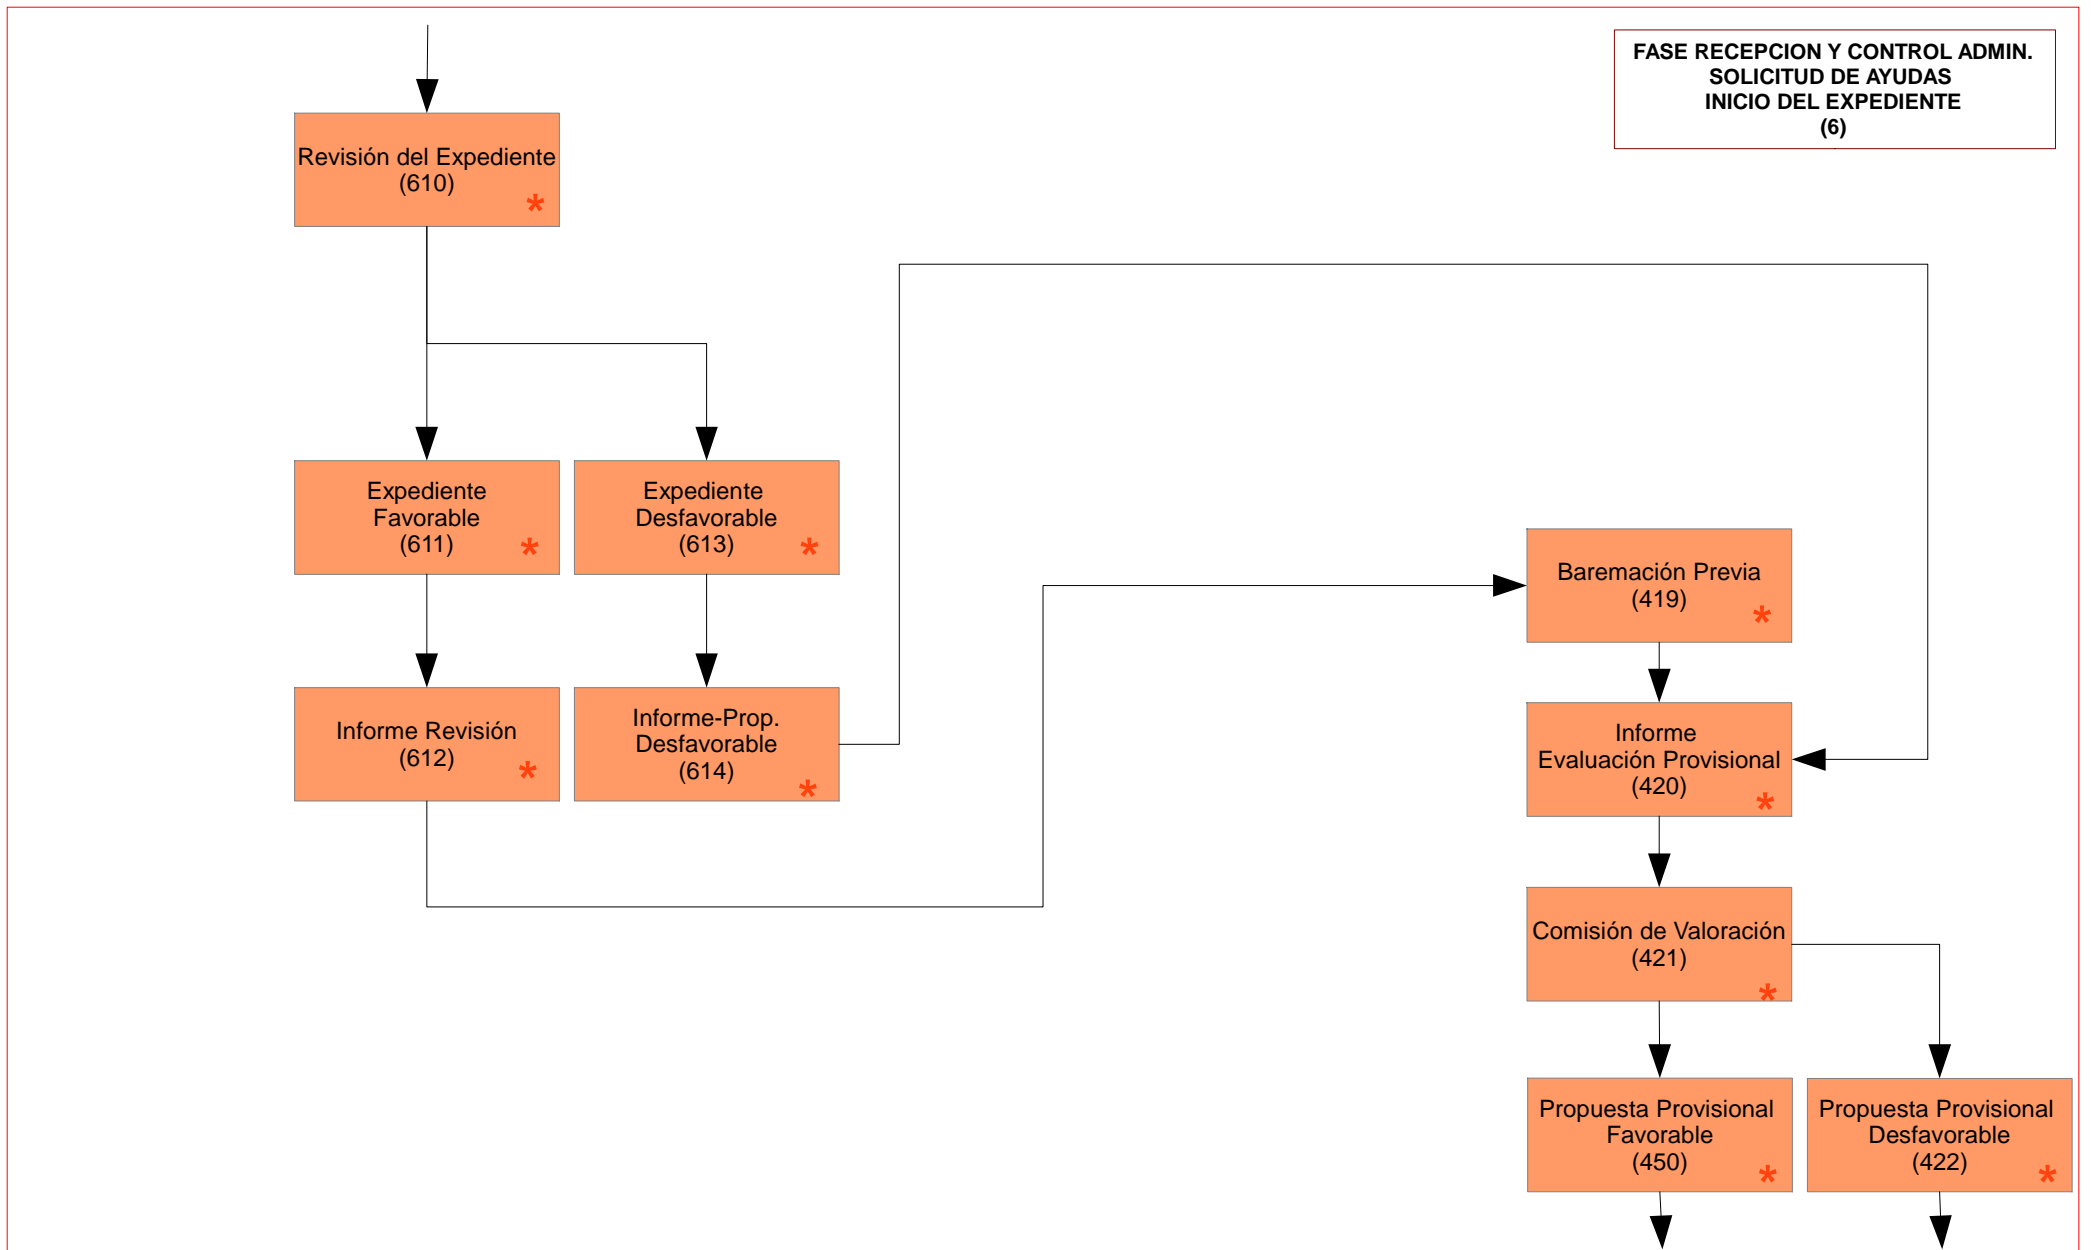 FASE RECEPCION Y CONTROL ADMIN.
SOLICITUD DE AYUDAS
INICIO DEL EXPEDIENTE
(6)
Revisión del Expediente
(610)
*
Expediente
Favorable
(611)
*
Expediente
Desfavorable
(613)
*
Informe Revisión
(612)
*
Informe-Prop.
Desfavorable
(614)
*
Baremación Previa
(419)
*
Informe
Evaluación Provisional
(420)
*
Comisión de Valoración
(421)
*
Propuesta Provisional
Favorable
(450)
*
Propuesta Provisional
Desfavorable
(422)
*